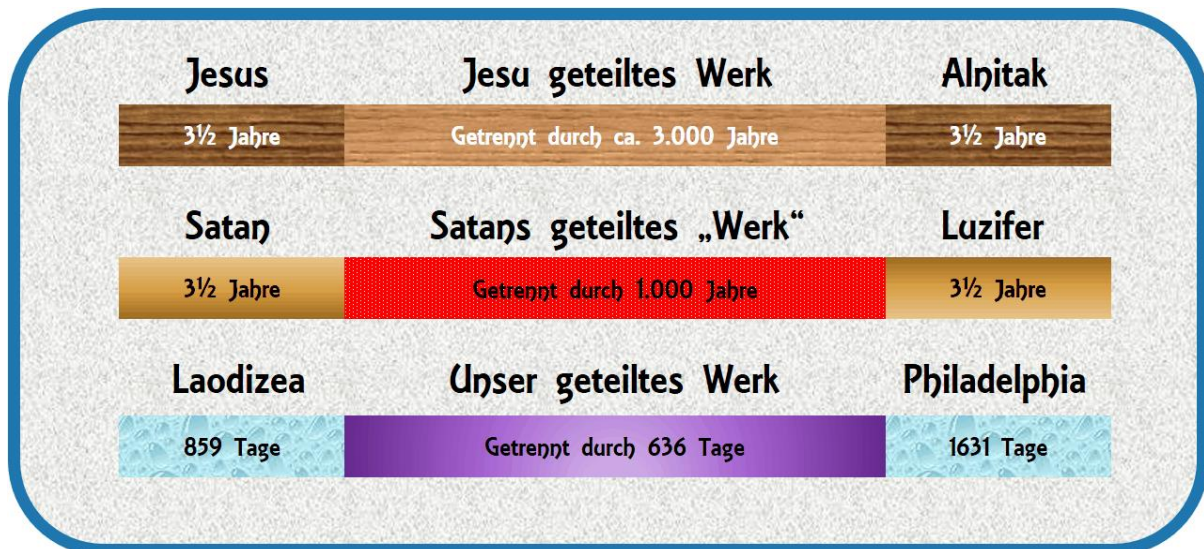 Jesus Jesu geteiltes Werk Alnitak
3½ Jahre Getrennt durch ca. 3.000 Jahre 3½ Jahre
Satan Satans geteiltes „Werk“ Luzifer
3½ Jahre Getrennt durch 1.000 Jahre 3½ Jahre
Laodizea Unser geteiltes Werk Philadelphia
859 Tage Getrennt durch 636 Tage 1631 Tage